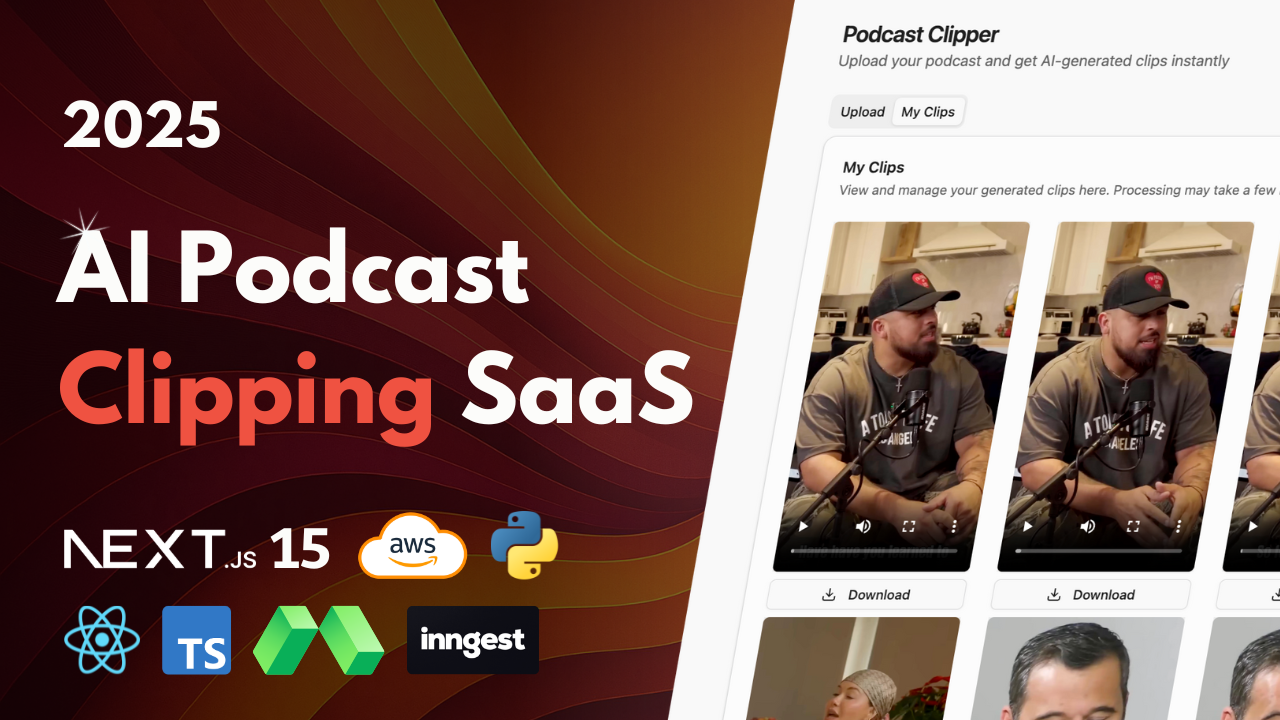 2025
AI Podcast
Clipping SaaS
NEXT.JS 15
aws
TS
inngest
Podcast Clipper
Upload your podcast and get AI-generated clips instantly
Upload
My Clips
My Clips
View and manage your generated clips here. Processing may take a few
Download
Download